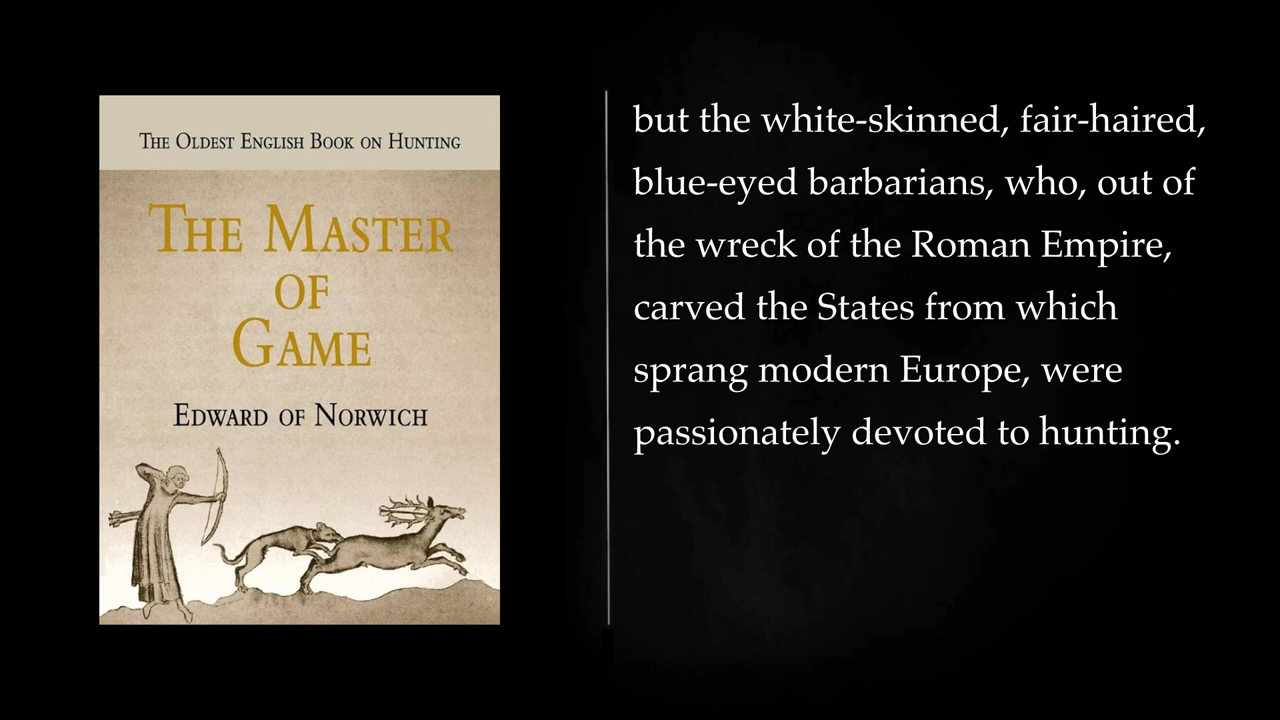 The Oldest English Book on Hunting
The Master
of
Game
Edward of Norwich
but the white-skinned, fair-haired,
blue-eyed barbarians, who, out of
the wreck of the Roman Empire,
carved the States from which
sprang modern Europe, were
passionately devoted to hunting.